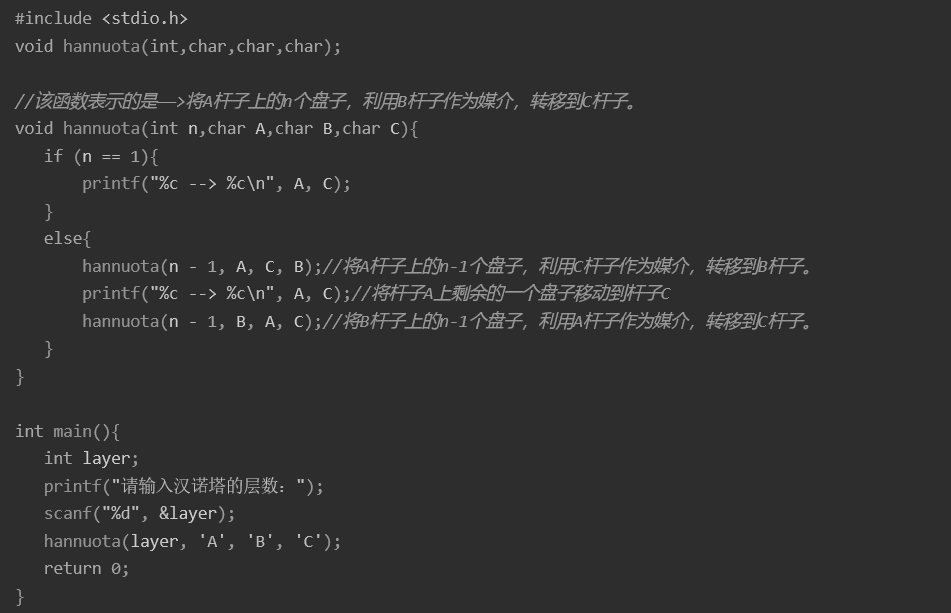 #include <stdio.h>
void hannuota(int,char,char,char);
//该函数表示的是——>将A杆子上的n个盘子，利用B杆子作为媒介，转移到C杆子。
void hannuota(int n,char A,char B,char C){
if (n == 1){
printf("%c --> %c\n", A, C);
}
else{
hannuota(n - 1, A, C, B);//将A杆子上的n-1个盘子，利用C杆子作为媒介，转移到B杆子。
printf("%c --> %c\n", A, C);//将杆子A上剩余的一个盘子移动到杆子C
hannuota(n - 1, B, A, C);//将B杆子上的n-1个盘子，利用A杆子作为媒介，转移到C杆子。
}
}
int main(){
int layer;
printf("请输入汉诺塔的层数：");
scanf("%d", &layer);
hannuota(layer, 'A', 'B', 'C');
return 0;
}